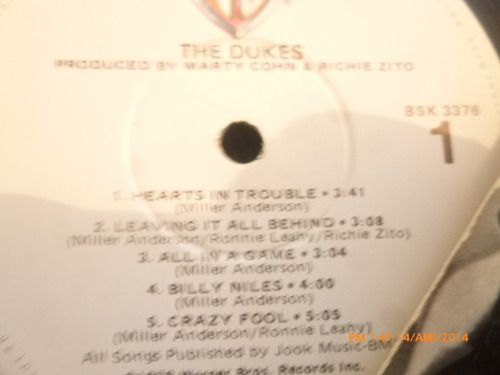 THE DUKES
PRODUCED BY MARTY COHN & RICHIE ZITO
BSK 3376
1
1. HEARTS IN TROUBLE • 3:41
(Miller Anderson)
2. LEAVING IT ALL BEHIND • 3:08
(Miller Anderson/Ronnie Leahy/Richie Zito)
3. ALL IN A GAME • 3:04
(Miller Anderson)
4. BILLY NILES • 4:00
(Miller Anderson)
5. CRAZY FOOL • 5:05
(Miller Anderson/Ronnie Leahy)
All Songs Published by Jook Music-BM
Warner Bros. Records Inc.
PM 14/2014